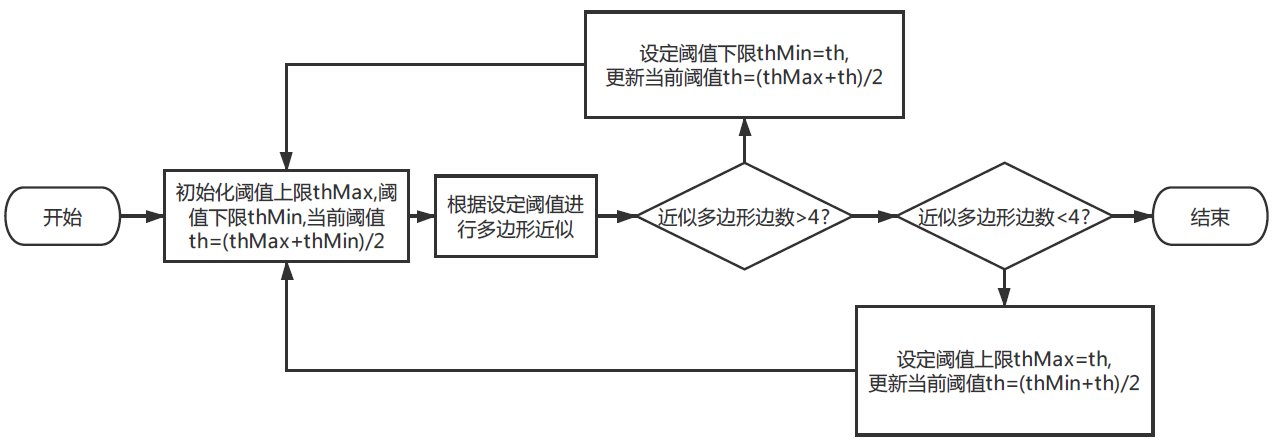 设定阈值下限thMin=th,
更新当前阈值th=(thMax+th)/2
开始
初始化阈值上限thMax,阈
值下限thMin,当前阈值
th=(thMax+thMin)/2
根据设定阈值进
行多边形近似
近似多边形边数>4?
近似多边形边数<4?
结束
设定阈值上限thMax=th,
更新当前阈值th=(thMin+th)/2